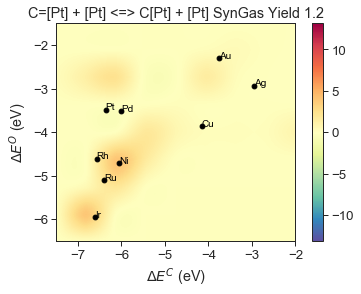 C=[Pt] + [Pt] <=> C[Pt] + [Pt] SynGas Yield 1.2
−2
−3
−4
−5
−6
ΔE^O (eV)
Au
Ag
Pt
Pd
Cu
Rh
Ni
Ru
Ir
−7
−6
−5
−4
−3
−2
ΔE^C (eV)
10
5
0
−5
−10